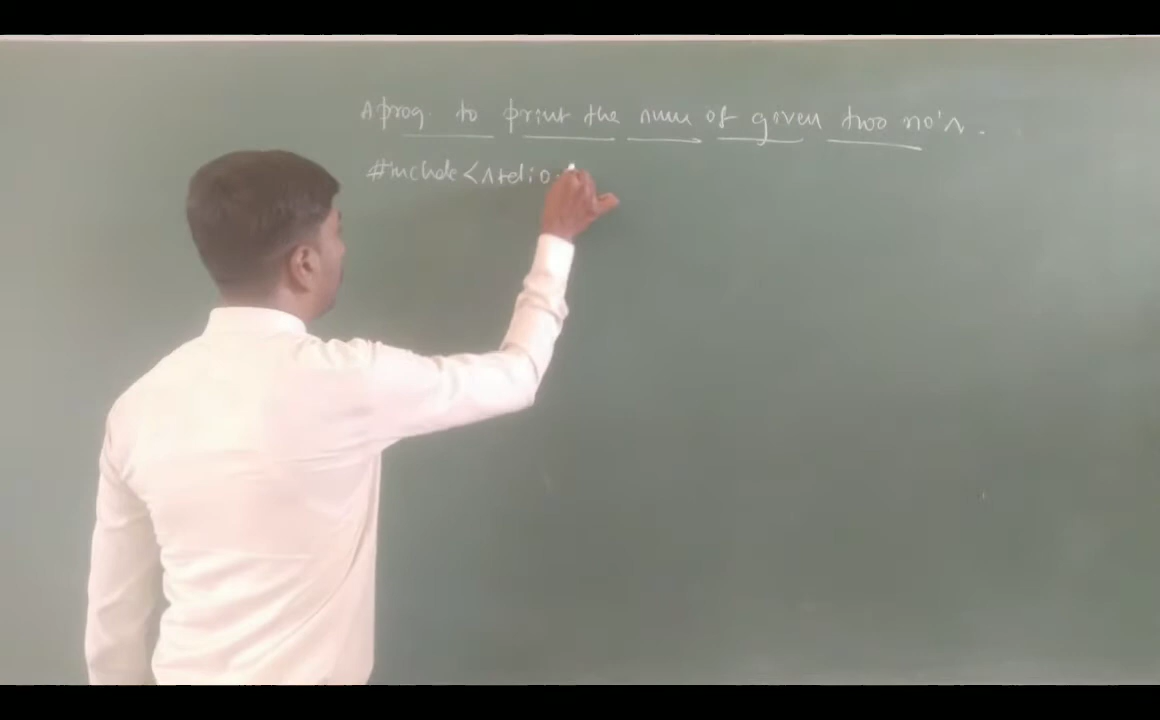 A prog. to print the sum of given two no's.
#include<stdio.